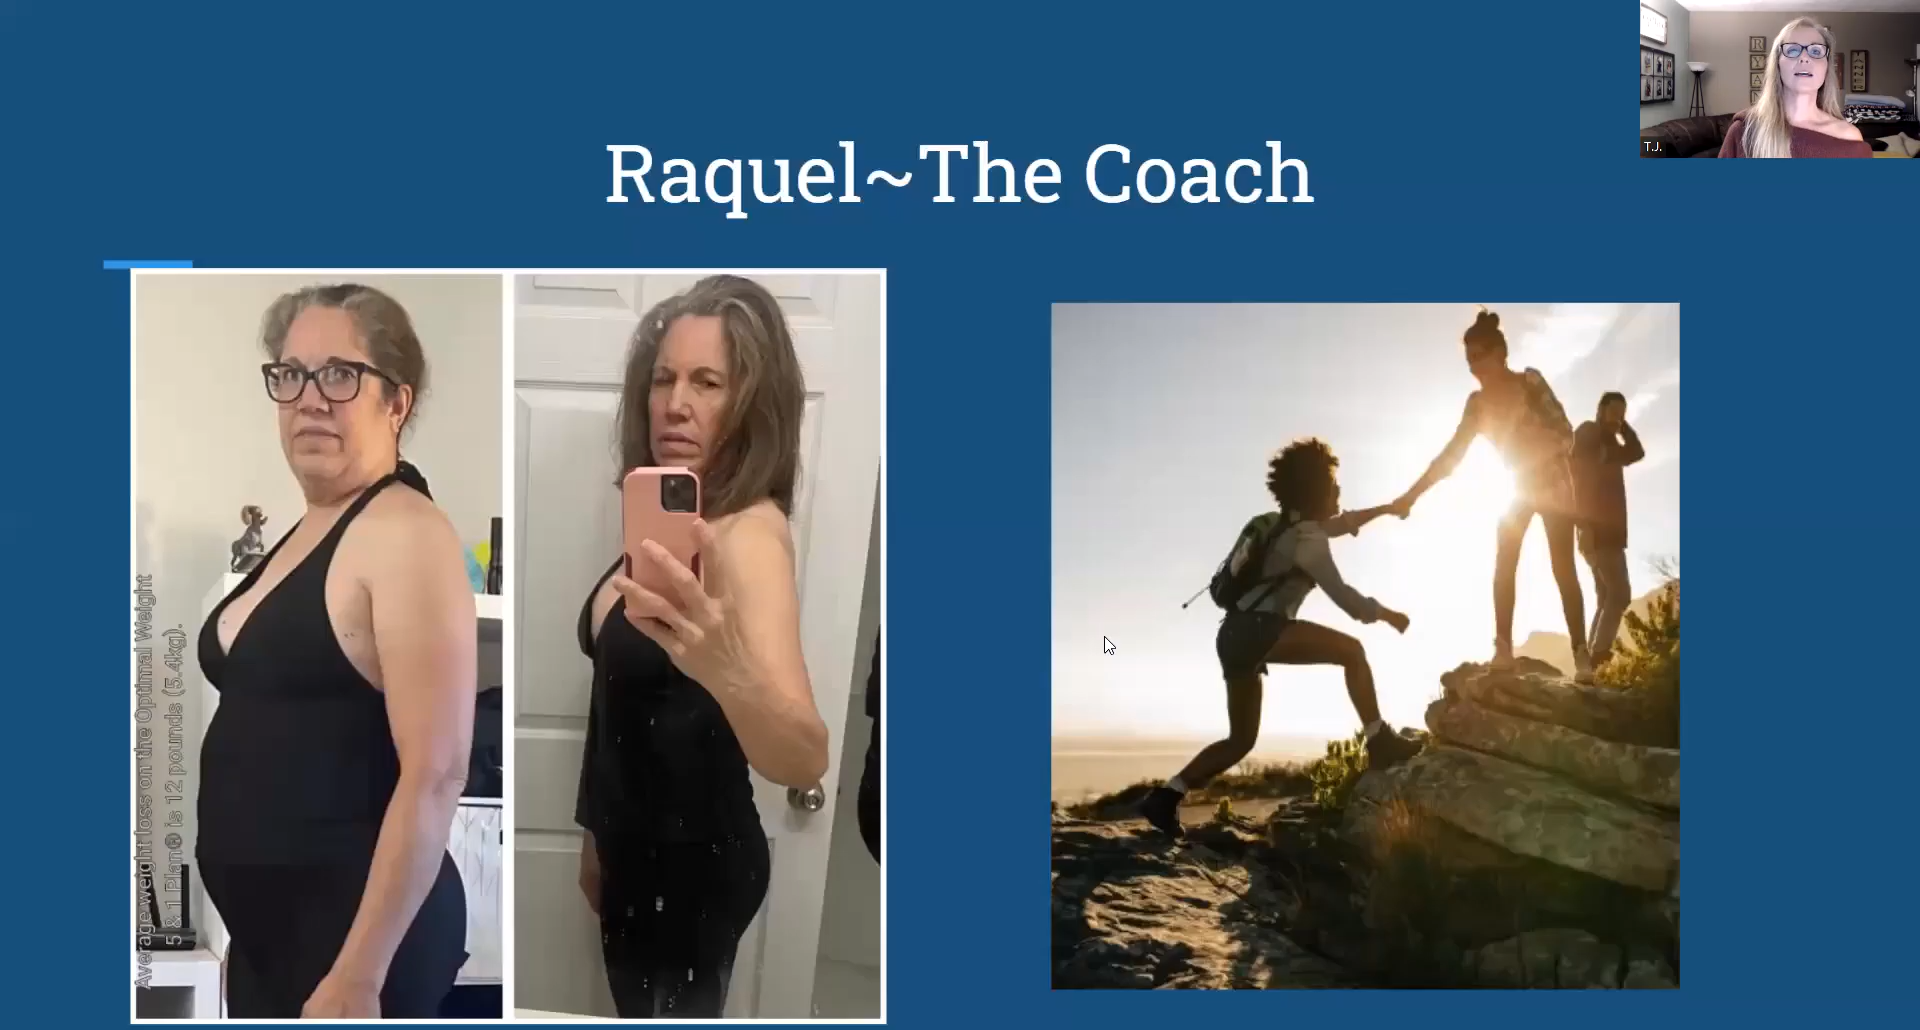 Raquel~The Coach
T.J.
Average weight loss on the Optimal Weight
5 & 1 Plan® is 12 pounds (5.4kg).